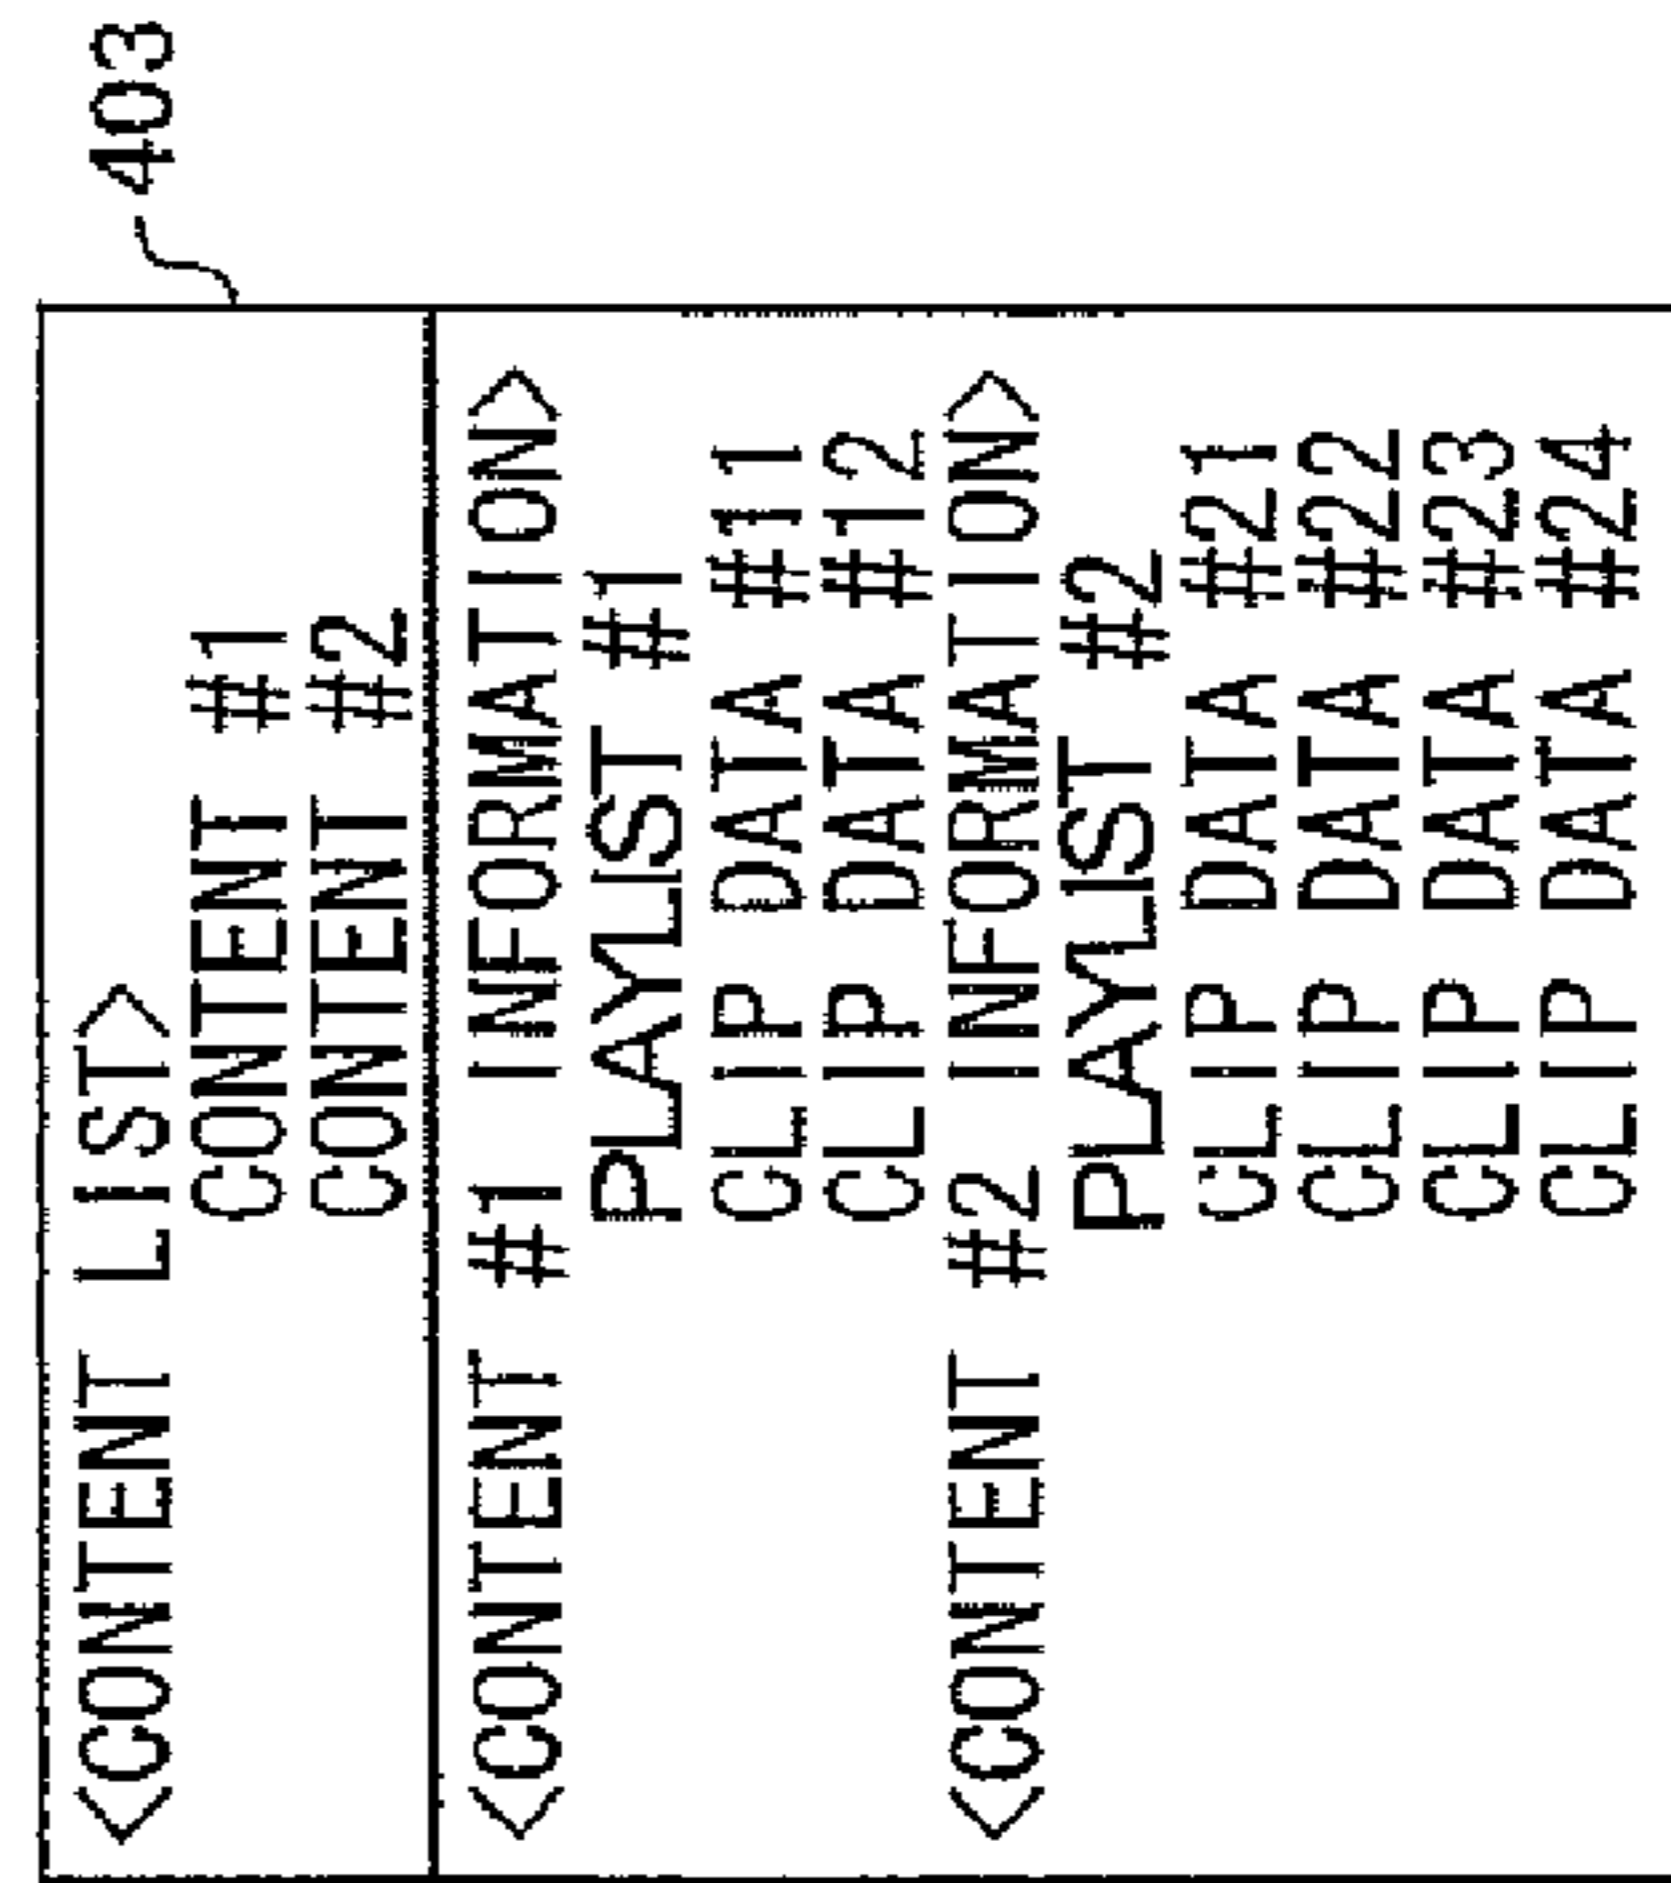 403
<CONTENT LIST>
CONTENT #1
CONTENT #2
<CONTENT #1 INFORMATION>
PLAYLIST #1
CLIP DATA #11
CLIP DATA #12
<CONTENT #2 INFORMATION>
PLAYLIST #2
CLIP DATA #21
CLIP DATA #22
CLIP DATA #23
CLIP DATA #24